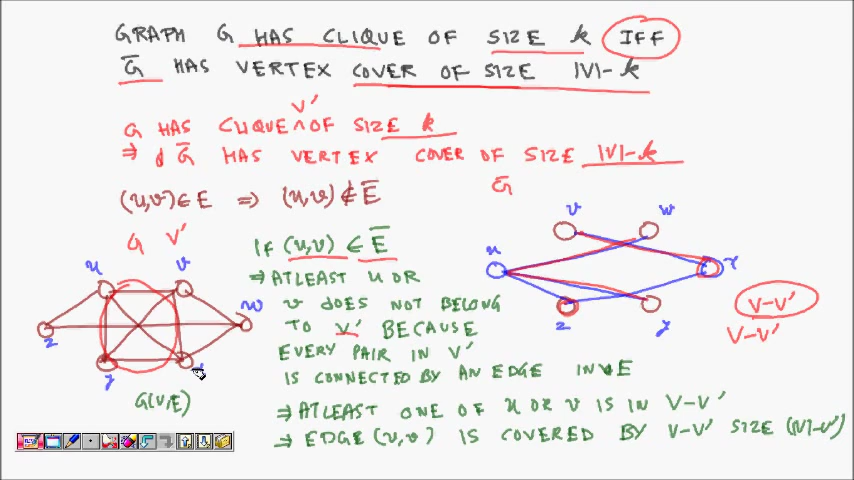 GRAPH G HAS CLIQUE OF SIZE k IFF
G̅ HAS VERTEX COVER OF SIZE |V|-k
V'
G HAS CLIQUE ^ OF SIZE k
⇒ G̅ HAS VERTEX COVER OF SIZE |V|-k
(u,v)∈E ⇒ (u,v)∉E̅
G̅
G V'
IF (u,v) ∈ E̅
⇒ ATLEAST u OR
v DOES NOT BELONG
TO V' BECAUSE
EVERY PAIR IN V'
IS CONNECTED BY AN EDGE IN E
⇒ ATLEAST ONE OF u OR v IS IN V-V'
⇒ EDGE (u,v) IS COVERED BY V-V' SIZE (|V|-V')
u v
w
z
y
G(V,E)
v w
u
z y
V-V'
V-V'